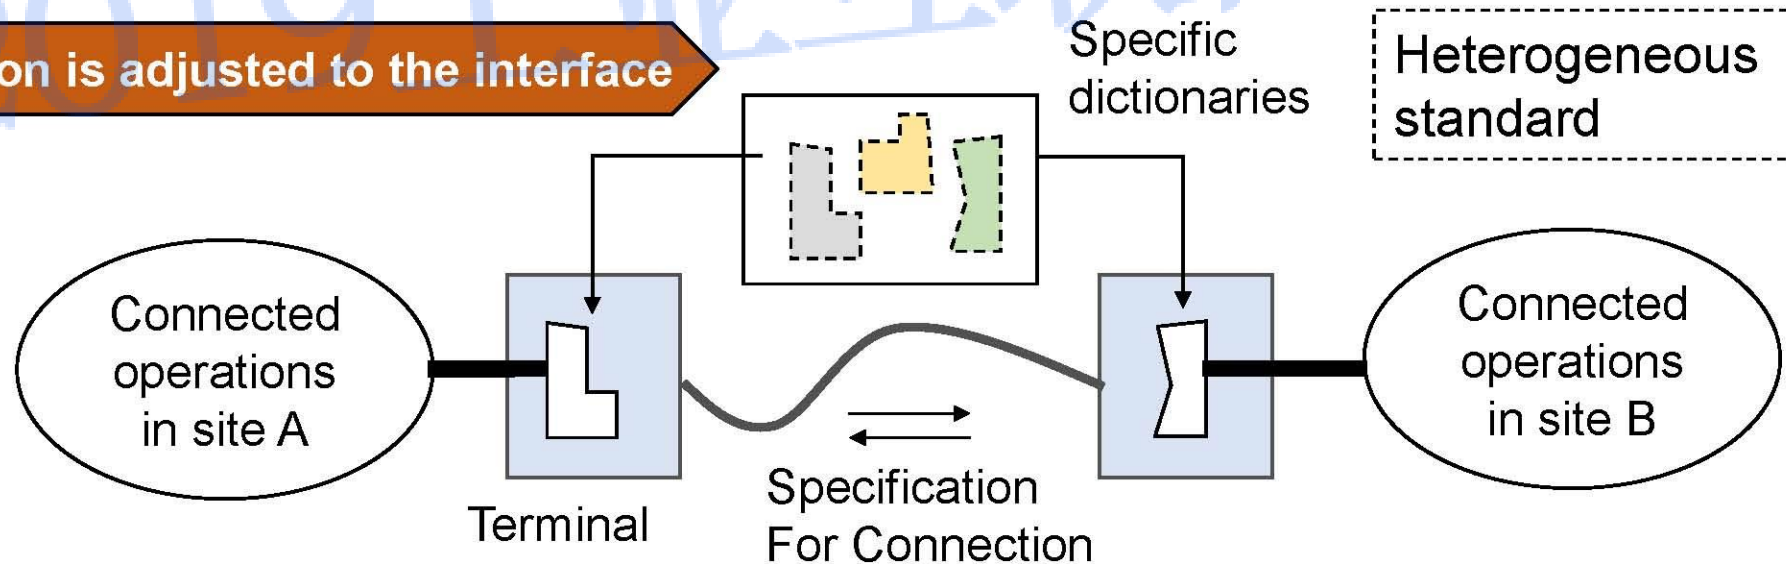 on is adjusted to the interface
Specific
dictionaries
Heterogeneous
standard
Connected
operations
in site A
Connected
operations
in site B
Terminal
Specification
For Connection